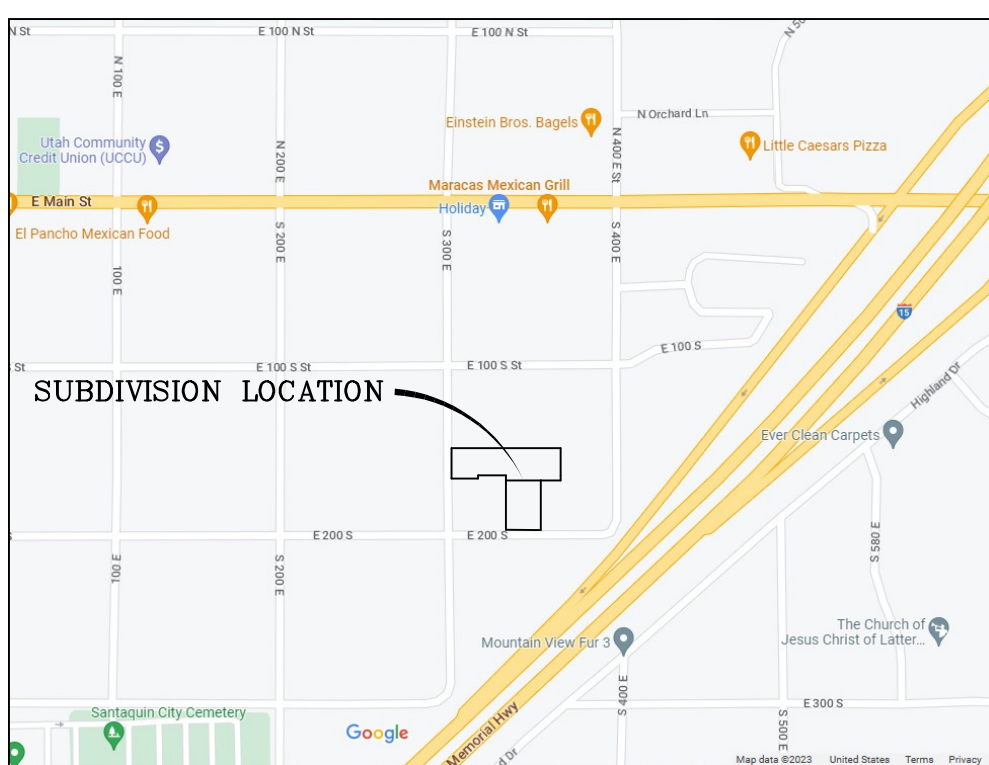 N St
E 100 N St
E 100 N St
N 100 E
N Orchard Ln
Einstein Bros. Bagels
Utah Community
Credit Union (UCCU)
$
N 200 E
N 400 E St
Little Caesars Pizza
Maracas Mexican Grill
E Main St
Holiday
El Pancho Mexican Food
S 200 E
S 300 E
S 400 E
100 E
15
E 100 S
St
E 100 S St
E 100 S St
SUBDIVISION LOCATION
Highland Dr
Ever Clean Carpets
E 200 S
E 200 S
S 580 E
100 E
S 200 E
The Church of
Jesus Christ of Latter...
Mountain View Fur 3
S 400 E
E 300 S
Santaquin City Cemetery
Google
Memorial Hwy
S 500 E
Dr
Map data ©2023 United States Terms Privacy